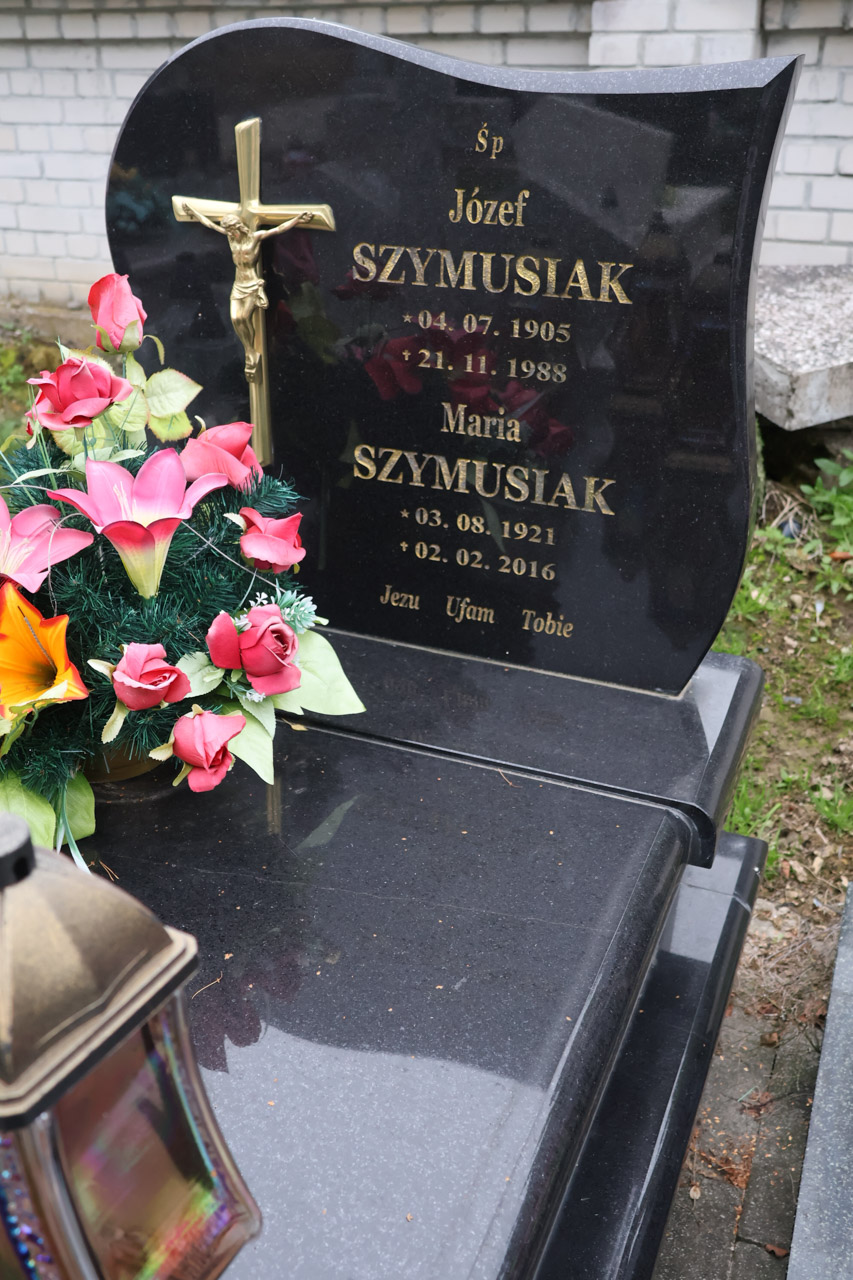 Śp
Józef
SZYMUSIAK
* 04. 07. 1905
† 21. 11. 1988
Maria
SZYMUSIAK
* 03. 08. 1921
† 02. 02. 2016
Jezu Ufam Tobie